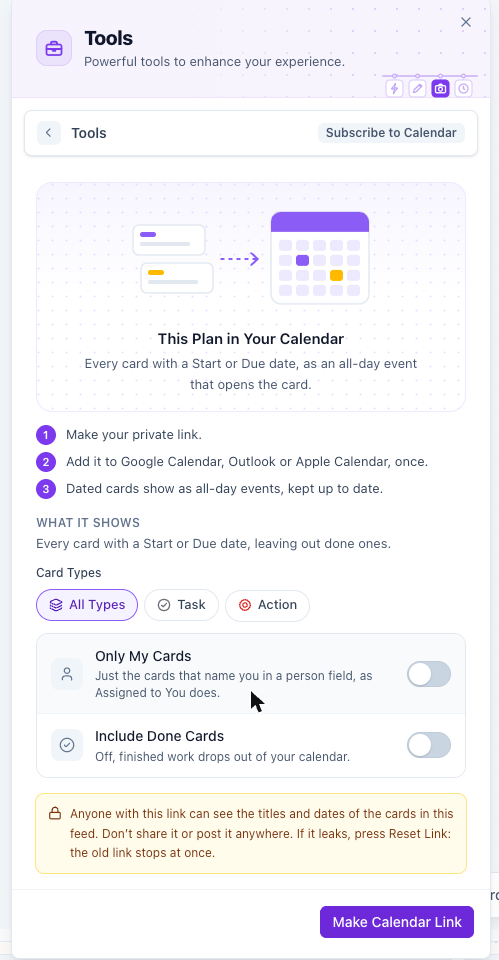 Tools
Powerful tools to enhance your experience.
Tools
Subscribe to Calendar
This Plan in Your Calendar
Every card with a Start or Due date, as an all-day event
that opens the card.
1 Make your private link.
2 Add it to Google Calendar, Outlook or Apple Calendar, once.
3 Dated cards show as all-day events, kept up to date.
WHAT IT SHOWS
Every card with a Start or Due date, leaving out done ones.
Card Types
All Types
Task
Action
Only My Cards
Just the cards that name you in a person field, as
Assigned to You does.
Include Done Cards
Off, finished work drops out of your calendar.
Anyone with this link can see the titles and dates of the cards in this
feed. Don't share it or post it anywhere. If it leaks, press Reset Link:
the old link stops at once.
Make Calendar Link